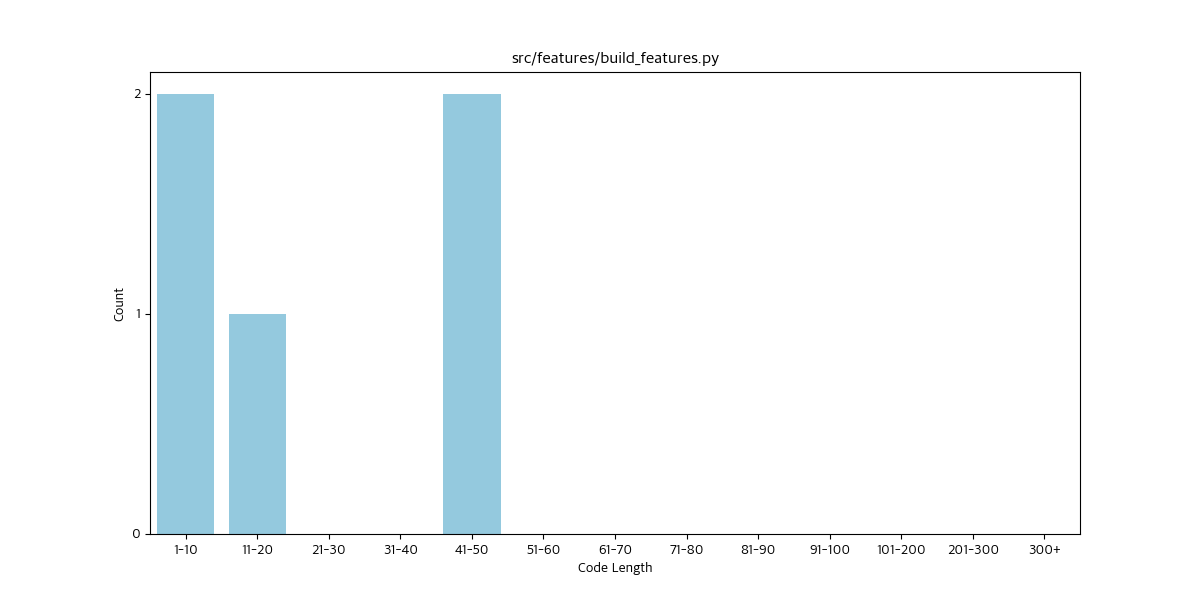 src/features/build_features.py
2
1
0
Count
1-10 11-20 21-30 31-40 41-50 51-60 61-70 71-80 81-90 91-100 101-200 201-300 300+
Code Length